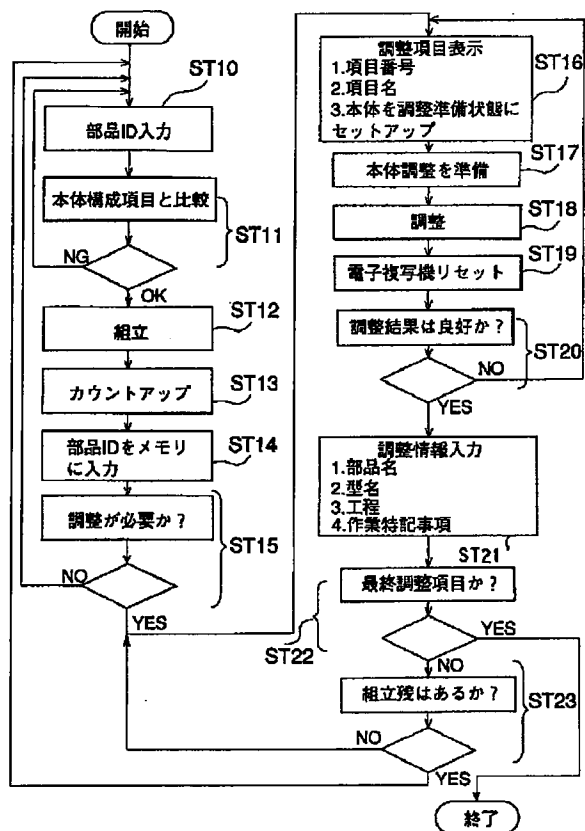 開始
ST10
部品ID入力
本体構成項目と比較
ST11
NG
OK
ST12
組立
ST13
カウントアップ
部品IDをメモリ
に入力
ST14
調整が必要か?
ST15
NO
YES
調整項目表示
1.項目番号
2.項目名
3.本体を調整準備状態に
セットアップ
ST16
ST17
本体調整を準備
ST18
調整
ST19
電子複写機リセット
調整結果は良好か?
ST20
NO
YES
調整情報入力
1.部品名
2.型名
3.工程
4.作業特記事項
ST21
最終調整項目か?
ST22
YES
NO
組立残はあるか?
ST23
NO
YES
終了